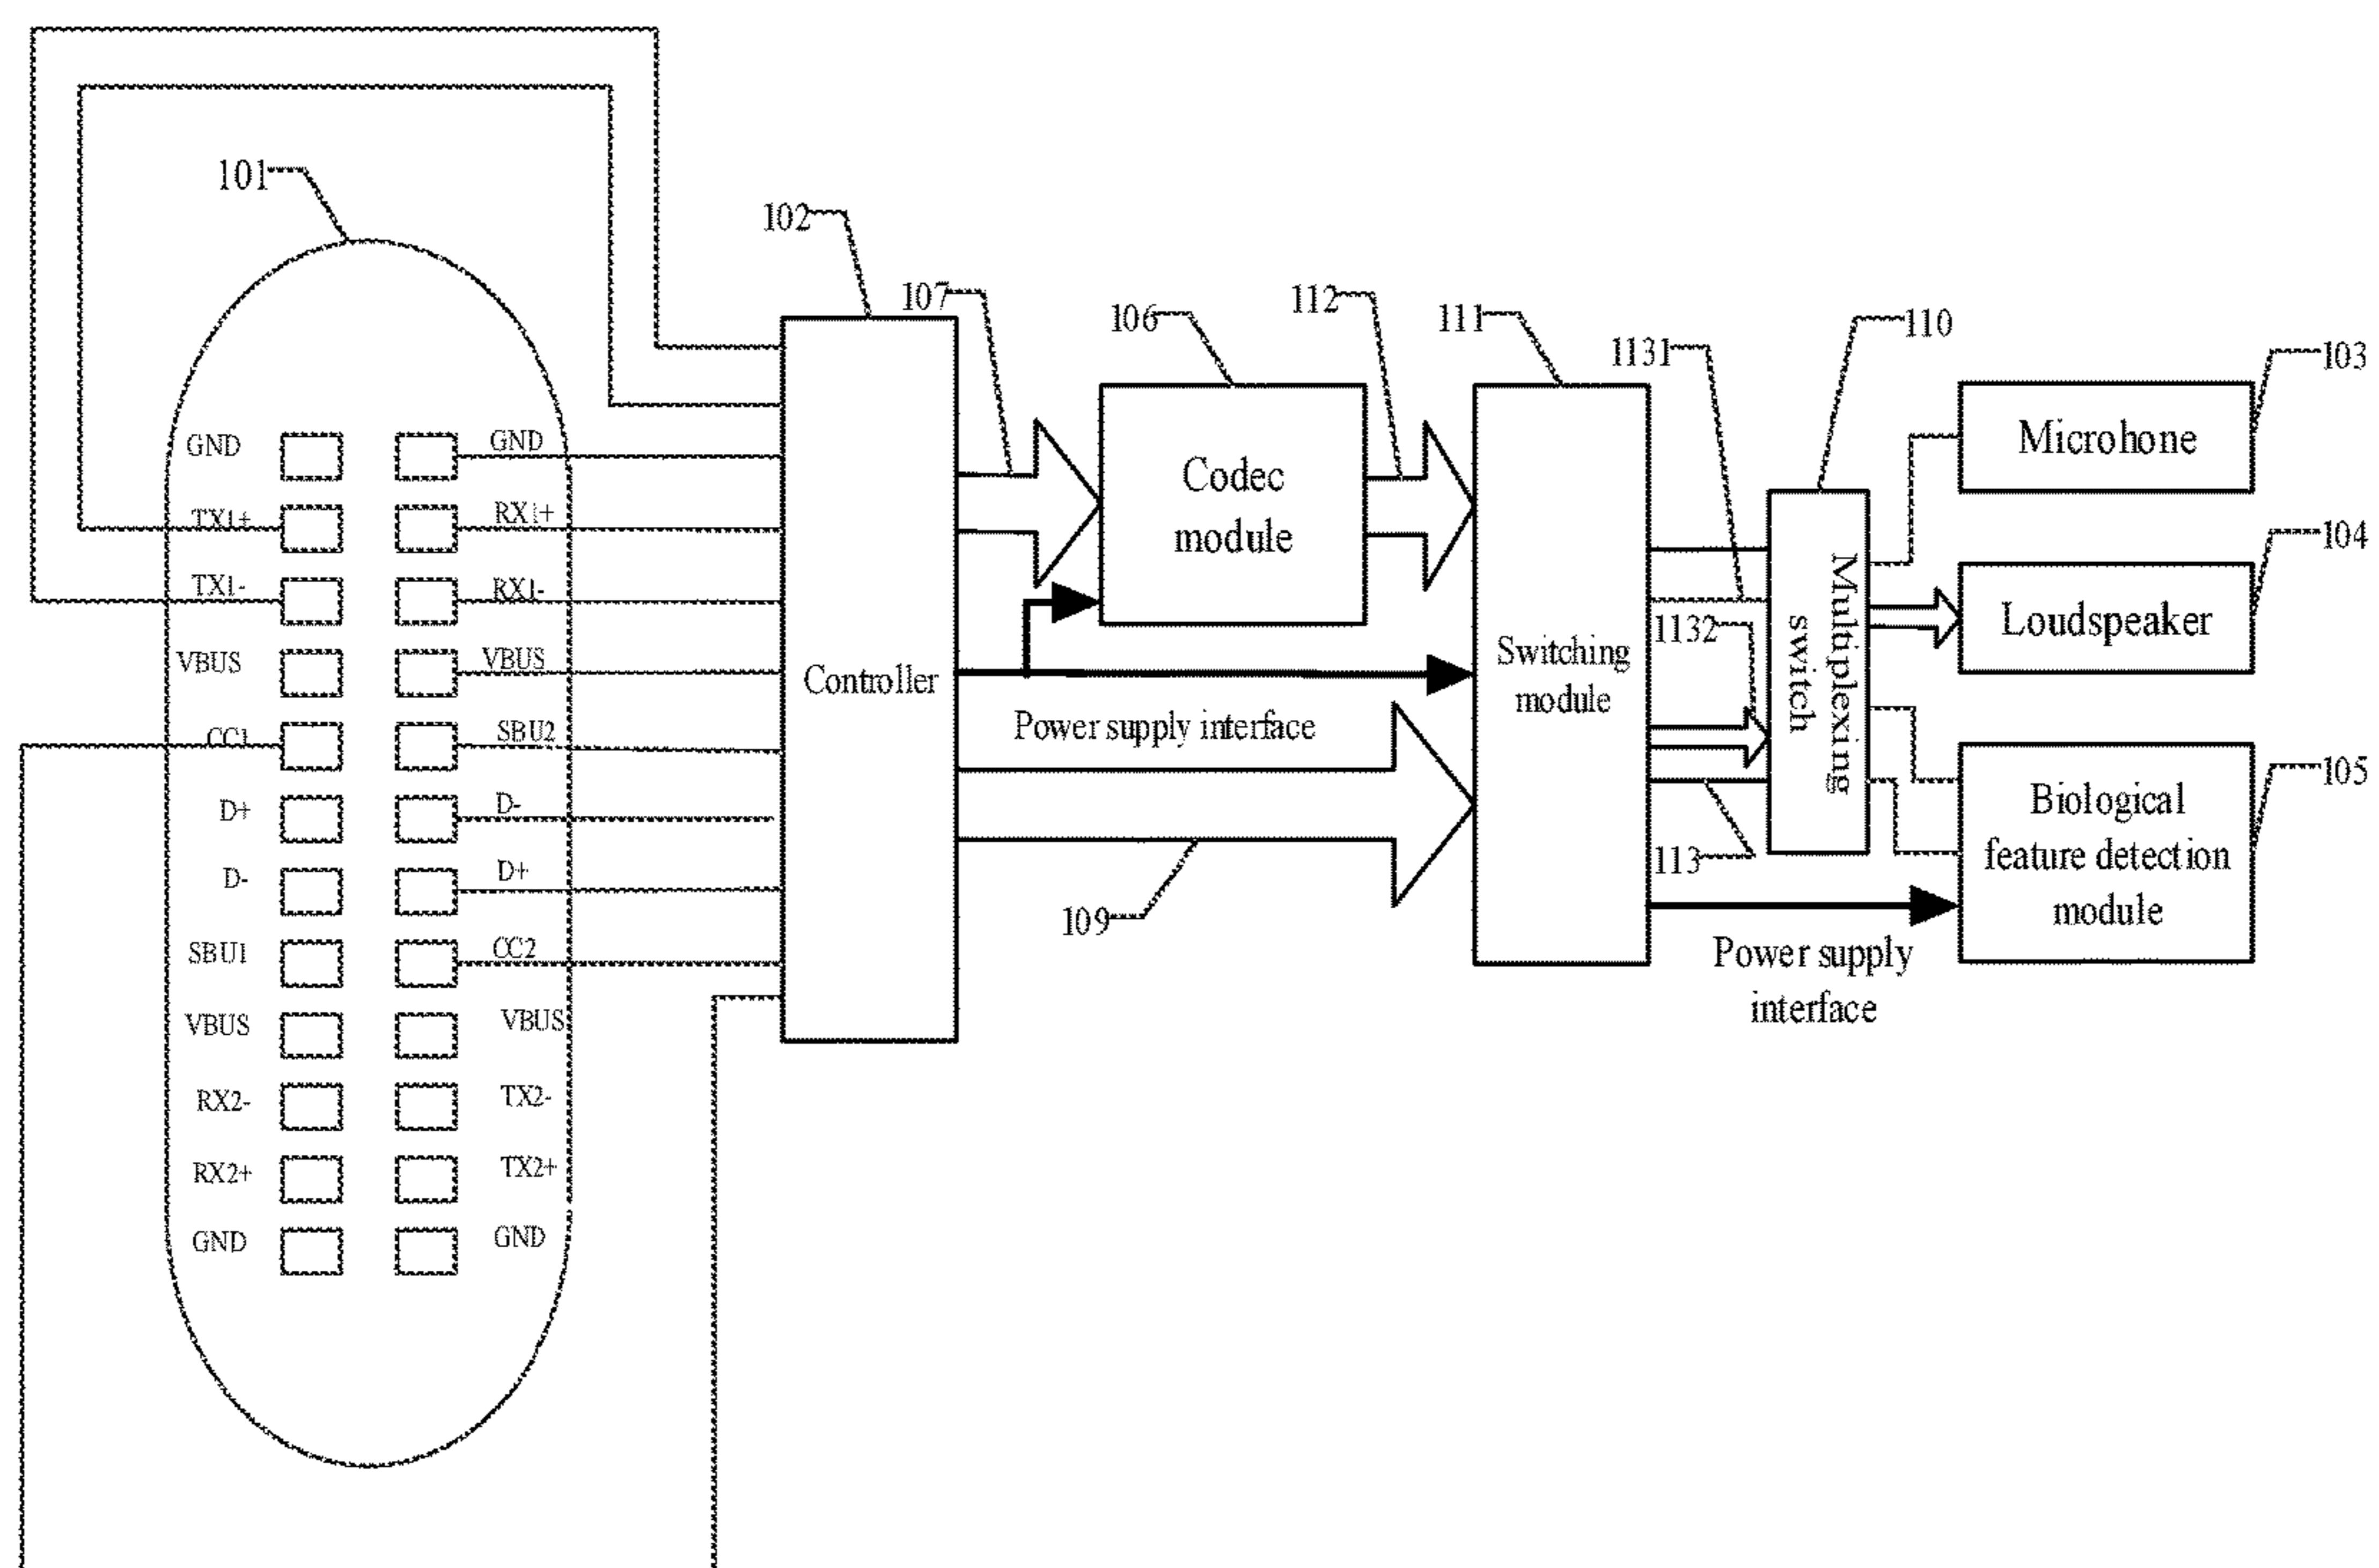 101
102
107
106
112
111
1131
110
103
Microhone
104
Loudspeaker
GND
GND
TX1+
RX1+
TX1-
RX1-
VBUS
VBUS
CC1
SBU2
D+
D-
D-
D+
SBU1
CC2
VBUS
VBUS
RX2-
TX2-
RX2+
TX2+
GND
GND
Controller
Codec
module
Power supply interface
109
Switching
module
1132
113
Multiplexing
switch
105
Biological
feature detection
module
Power supply
interface